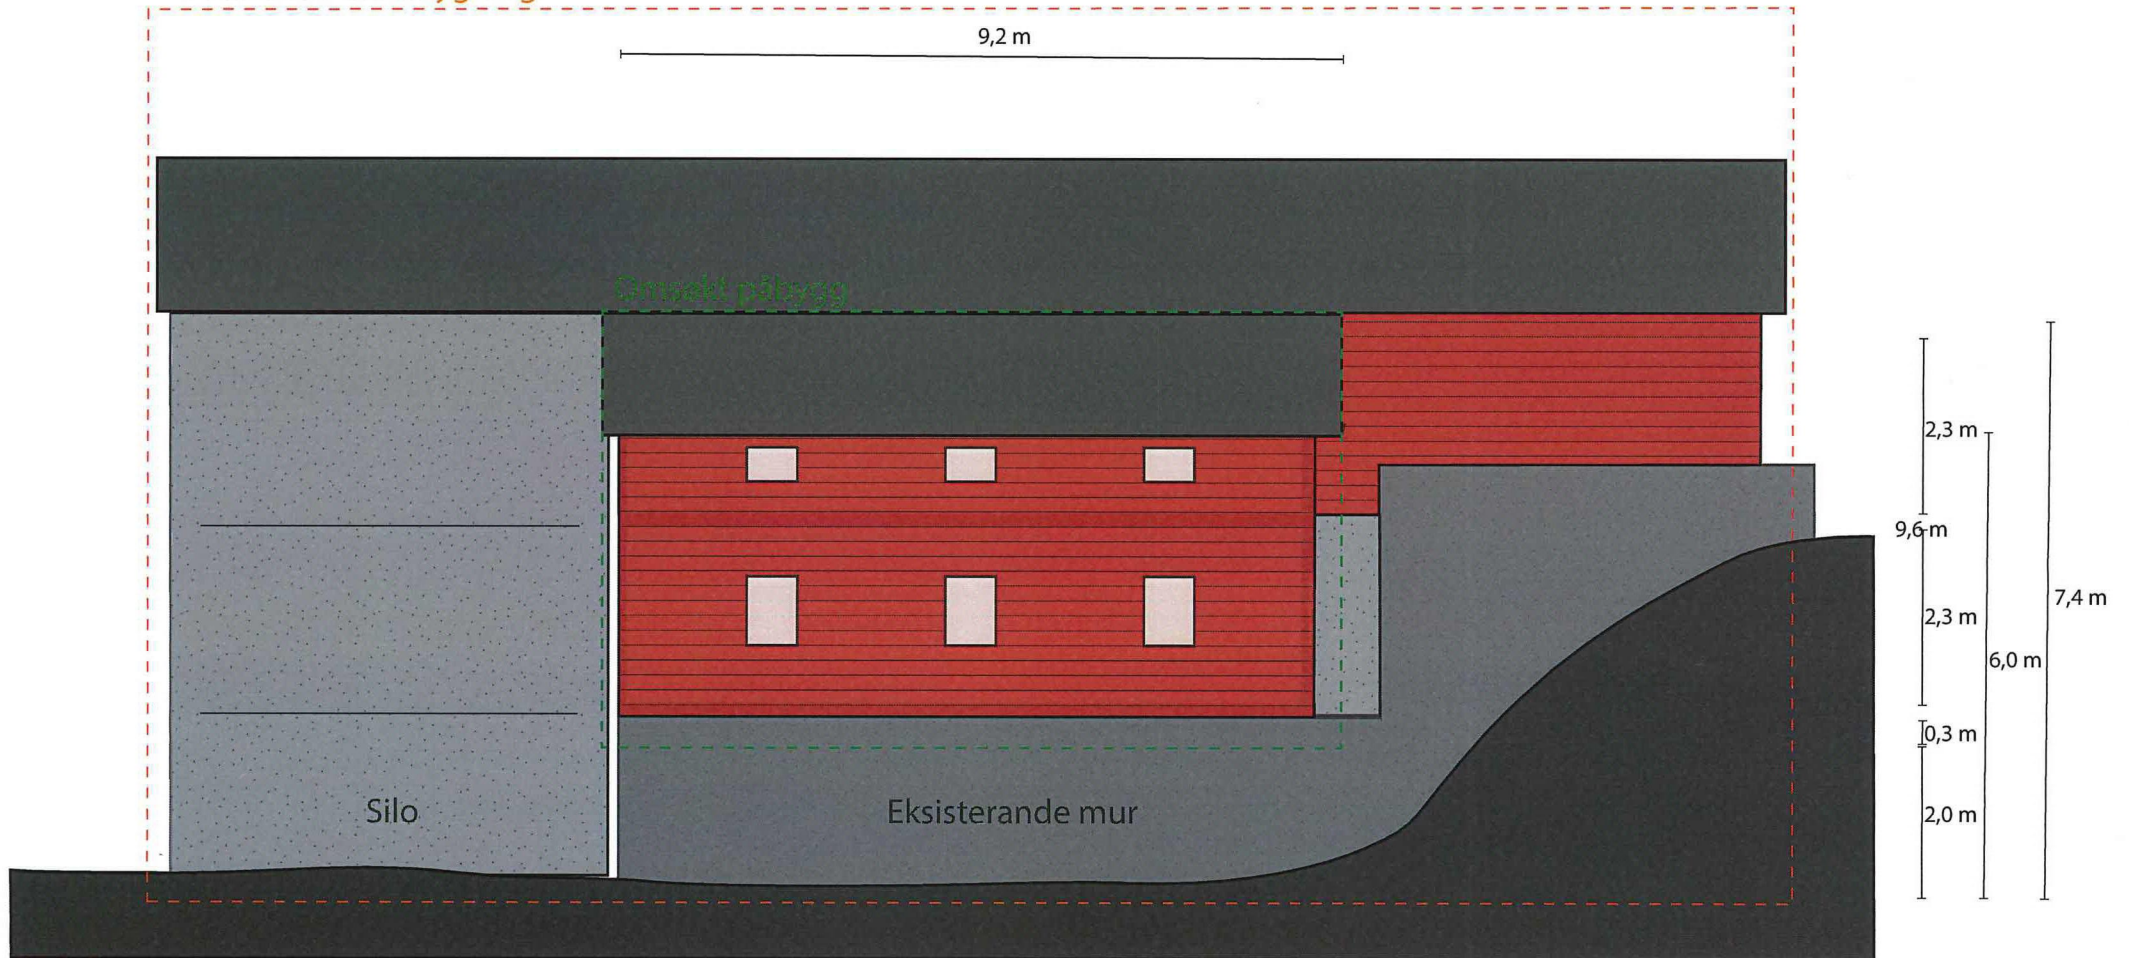 9,2 m
Omsøkt påbygg
2,3 m
9,6 m
7,4 m
2,3 m
6,0 m
0,3 m
Silo
Eksisterande mur
2,0 m